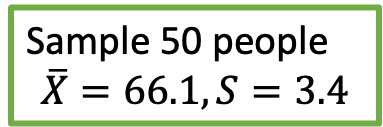 Sample 50 people
X̄ = 66.1, S = 3.4